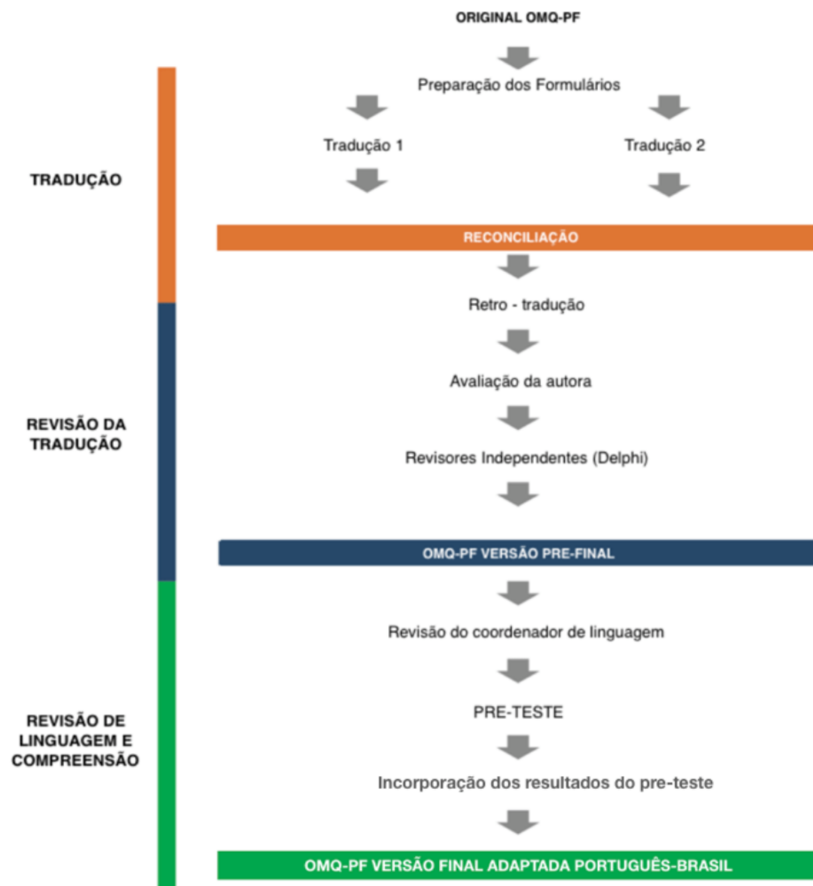 ORIGINAL OMQ-PF
Preparação dos Formulários
Tradução 1
Tradução 2
TRADUÇÃO
RECONCILIAÇÃO
Retro - tradução
Avaliação da autora
REVISÃO DA
TRADUÇÃO
Revisores Independentes (Delphi)
OMQ-PF VERSÃO PRE-FINAL
Revisão do coordenador de linguagem
PRE-TESTE
REVISÃO DE
LINGUAGEM E
COMPREENSÃO
Incorporação dos resultados do pre-teste
OMQ-PF VERSÃO FINAL ADAPTADA PORTUGUÊS-BRASIL